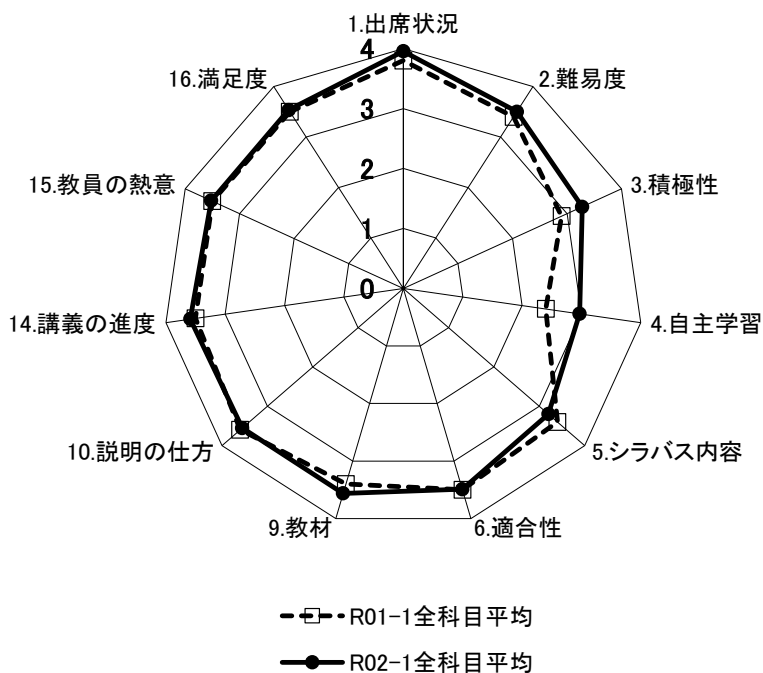 1.出席状況
2.難易度
3.積極性
4.自主学習
5.シラバス内容
6.適合性
9.教材
10.説明の仕方
14.講義の進度
15.教員の熱意
16.満足度
4
3
2
1
0
R01-1全科目平均
R02-1全科目平均